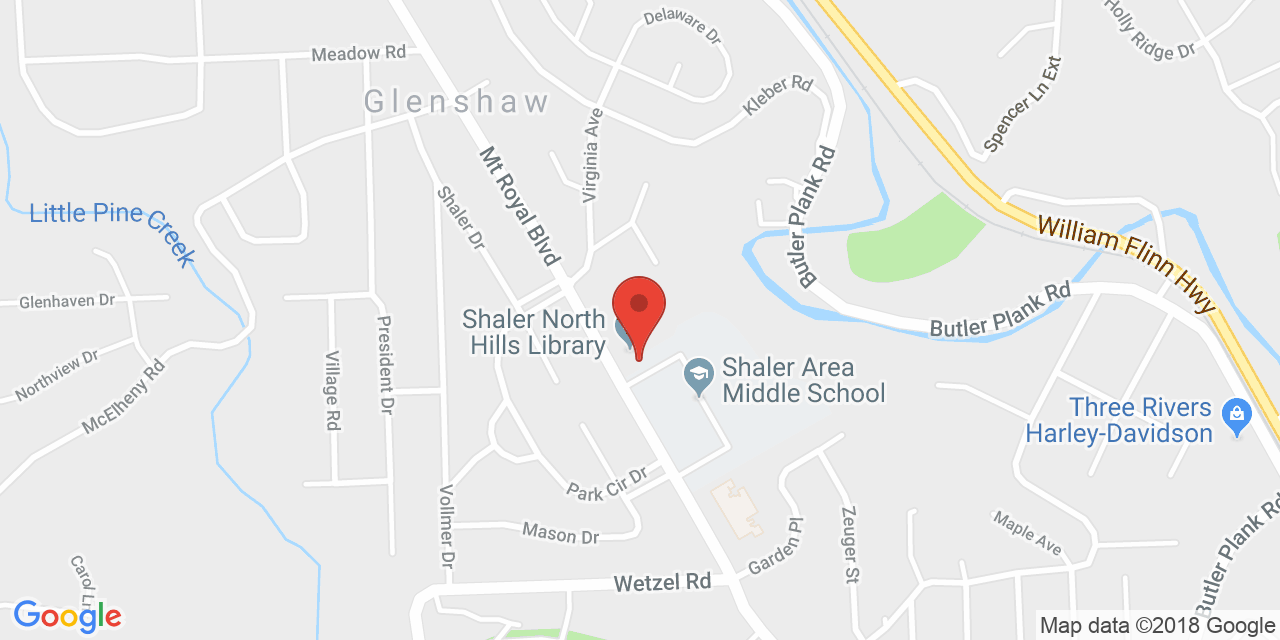 Delaware Dr
Holly Ridge Dr
Meadow Rd
Spencer Ln Ext
Kleber Rd
Glenshaw
Virginia Ave
Mt Royal Blvd
Butler Plank Rd
Shaler Dr
Little Pine Creek
William Flinn Hwy
Glenhaven Dr
Butler Plank Rd
Shaler North
Hills Library
President Dr
Northview Dr
McElheny Rd
Village Rd
Shaler Area
Middle School
Three Rivers
Harley-Davidson
Park Cir Dr
Vollmer Dr
Mason Dr
Garden Pl
Zeuger St
Maple Ave
Butler Plank Rd
Carol Ln
Wetzel Rd
Google
Map data ©2018 Google